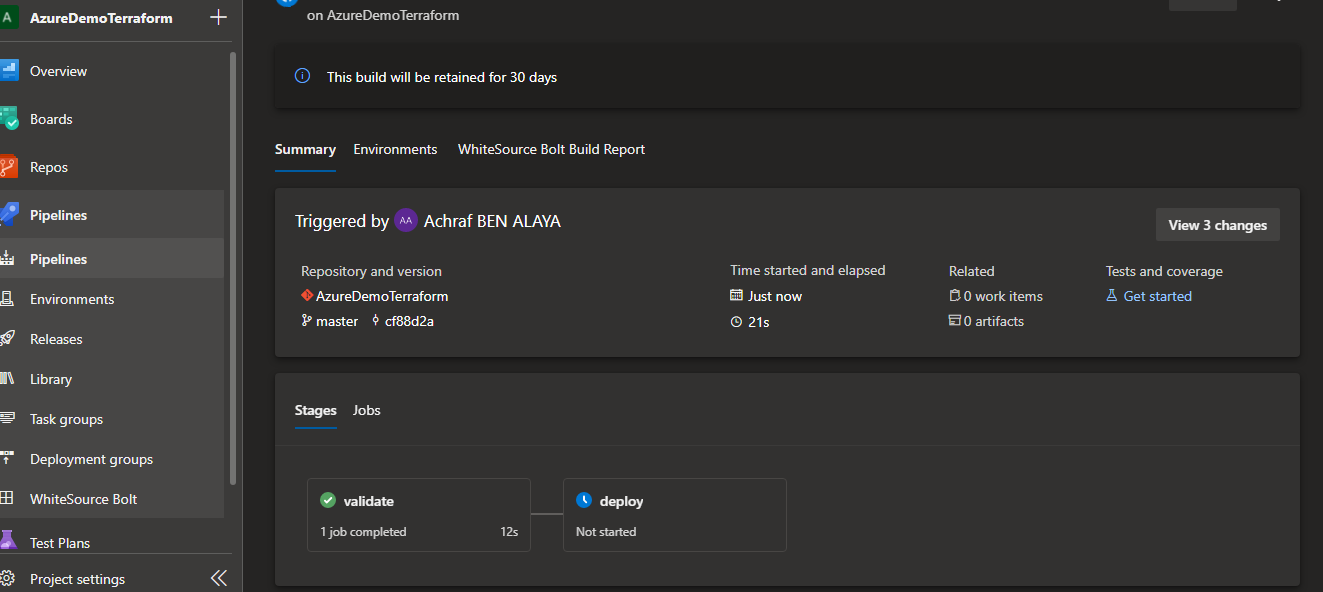 A AzureDemoTerraform
Overview
Boards
Repos
Pipelines
Pipelines
Environments
Releases
Library
Task groups
Deployment groups
WhiteSource Bolt
Test Plans
Project settings
on AzureDemoTerraform
This build will be retained for 30 days
Summary Environments WhiteSource Bolt Build Report
Triggered by AA Achraf BEN ALAYA
View 3 changes
Repository and version
AzureDemoTerraform
master cf88d2a
Time started and elapsed
Just now
21s
Related
0 work items
0 artifacts
Tests and coverage
Get started
Stages Jobs
validate
1 job completed 12s
deploy
Not started